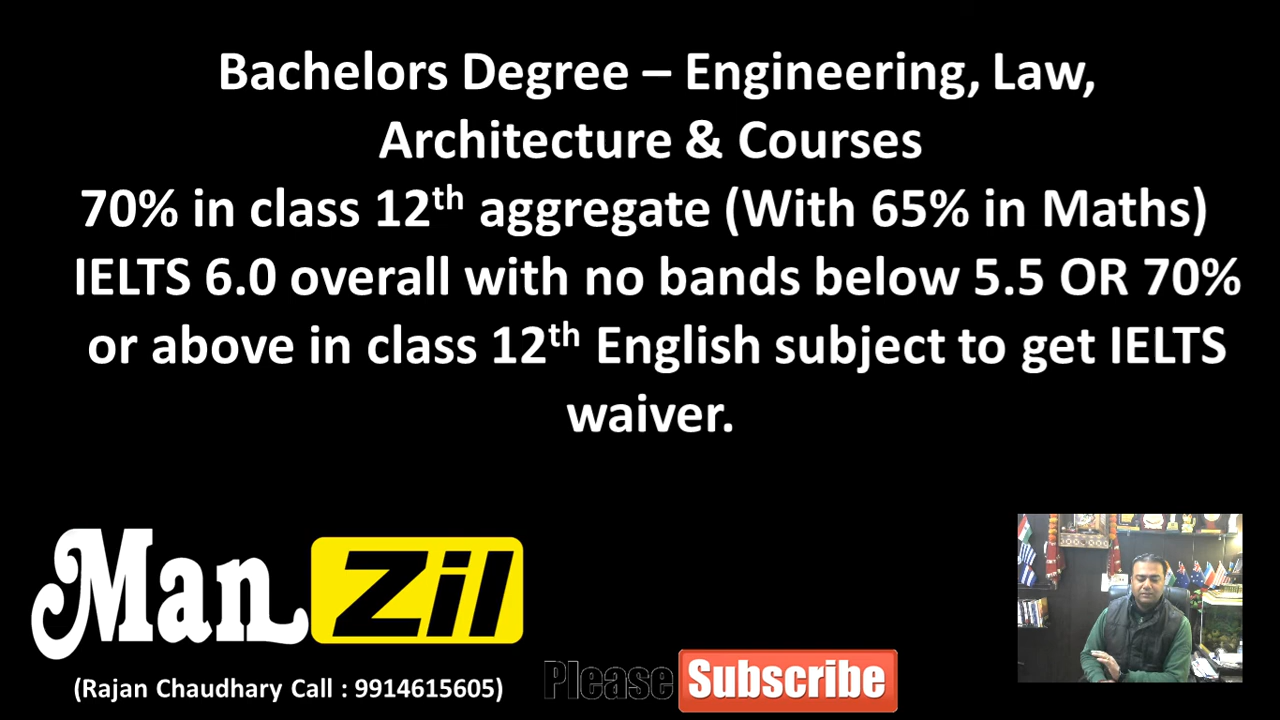 Bachelors Degree – Engineering, Law,
Architecture & Courses
70% in class 12th aggregate (With 65% in Maths)
IELTS 6.0 overall with no bands below 5.5 OR 70%
or above in class 12th English subject to get IELTS
waiver.
Man Zil
(Rajan Chaudhary Call : 9914615605)
Please Subscribe